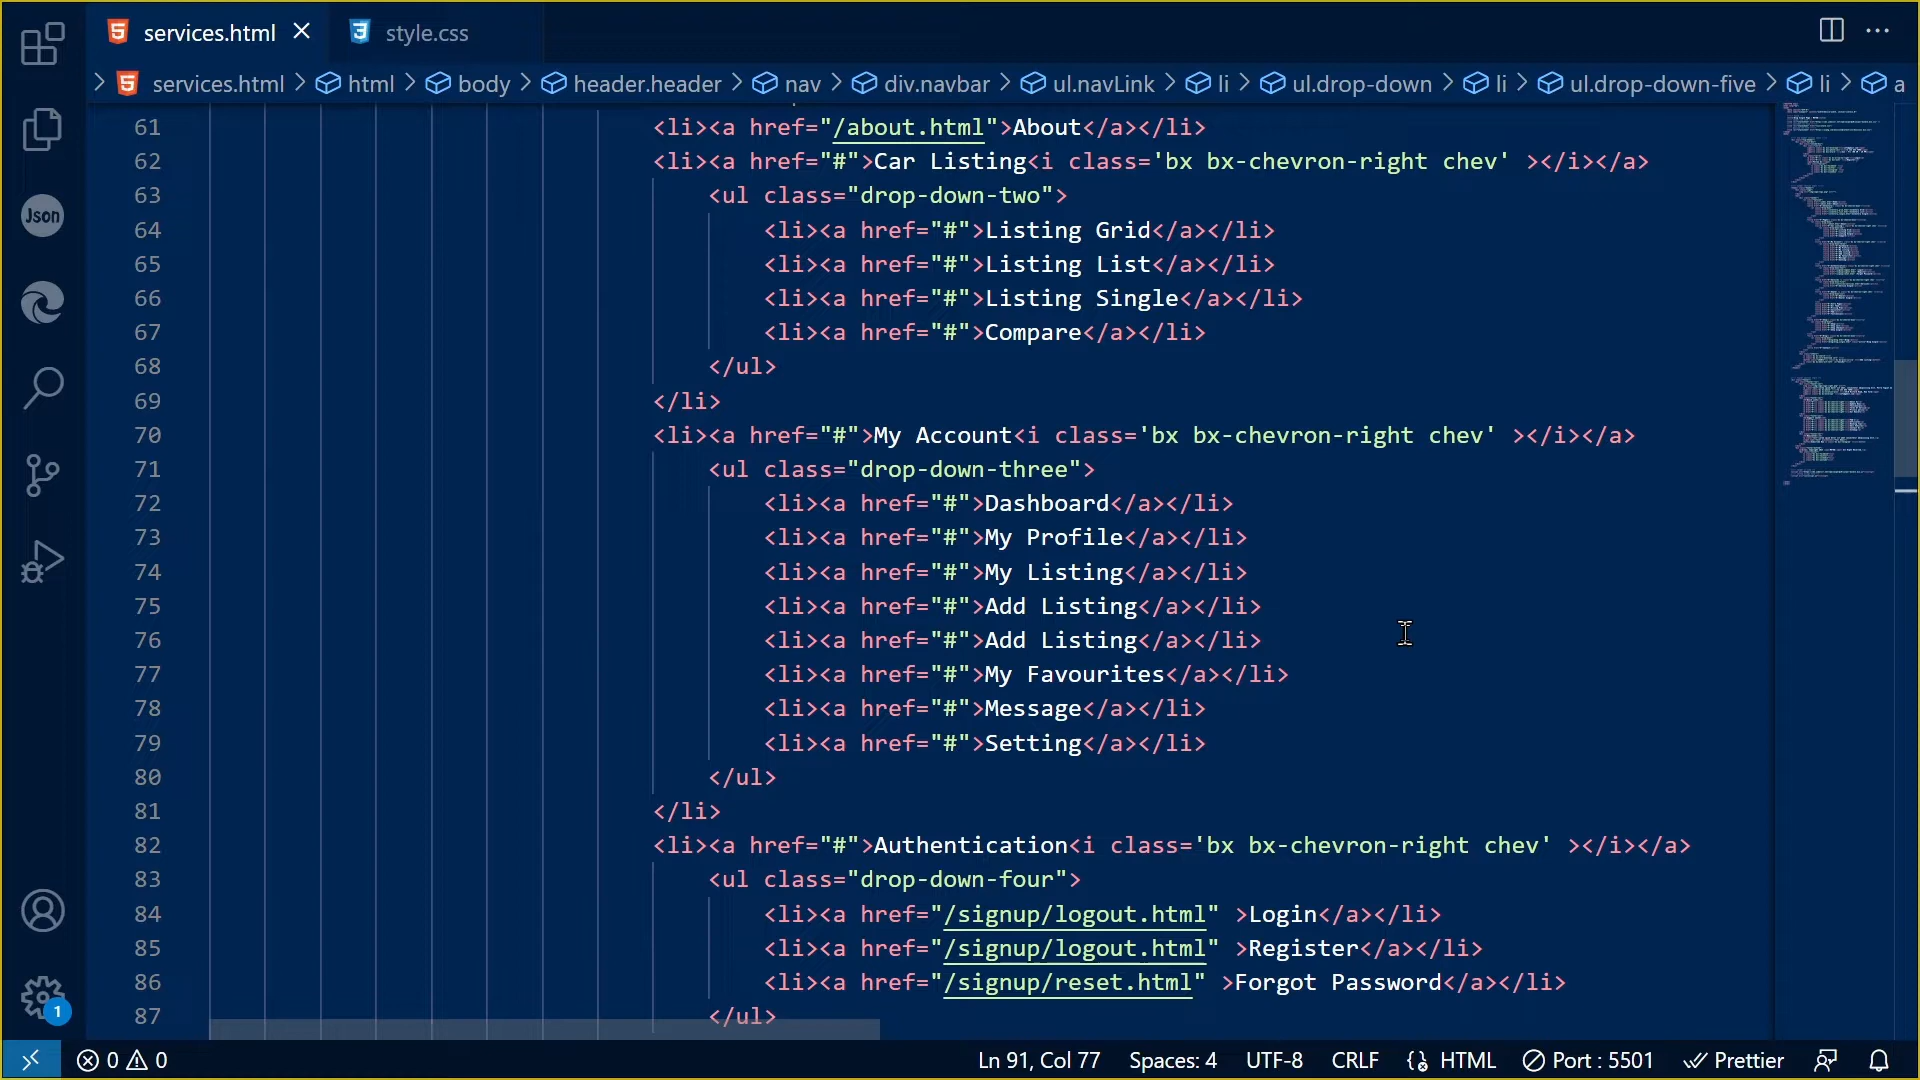 services.html
style.css
services.html > html > body > header.header > nav > div.navbar > ul.navLink > li > ul.drop-down > li > ul.drop-down-five > li > a
61 <li><a href="/about.html">About</a></li>
62 <li><a href="#">Car Listing<i class='bx bx-chevron-right chev' ></i></a>
63 <ul class="drop-down-two">
64 <li><a href="#">Listing Grid</a></li>
65 <li><a href="#">Listing List</a></li>
66 <li><a href="#">Listing Single</a></li>
67 <li><a href="#">Compare</a></li>
68 </ul>
69 </li>
70 <li><a href="#">My Account<i class='bx bx-chevron-right chev' ></i></a>
71 <ul class="drop-down-three">
72 <li><a href="#">Dashboard</a></li>
73 <li><a href="#">My Profile</a></li>
74 <li><a href="#">My Listing</a></li>
75 <li><a href="#">Add Listing</a></li>
76 <li><a href="#">Add Listing</a></li>
77 <li><a href="#">My Favourites</a></li>
78 <li><a href="#">Message</a></li>
79 <li><a href="#">Setting</a></li>
80 </ul>
81 </li>
82 <li><a href="#">Authentication<i class='bx bx-chevron-right chev' ></i></a>
83 <ul class="drop-down-four">
84 <li><a href="/signup/logout.html" >Login</a></li>
85 <li><a href="/signup/logout.html" >Register</a></li>
86 <li><a href="/signup/reset.html" >Forgot Password</a></li>
87 </ul>
Json
1
0 0 Ln 91, Col 77 Spaces: 4 UTF-8 CRLF HTML Port : 5501 Prettier